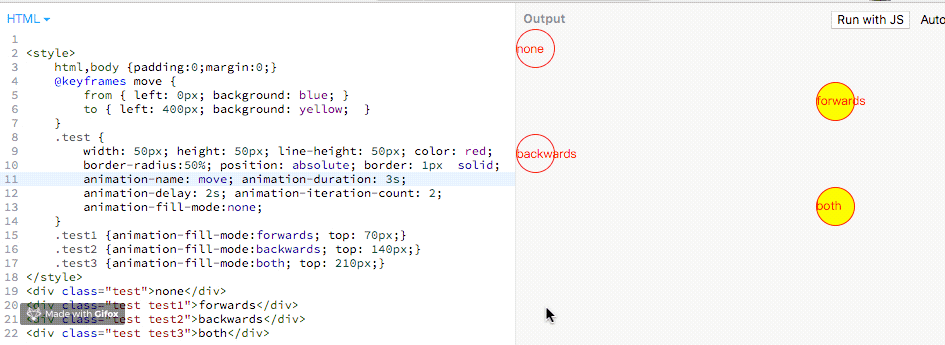 HTML
Output
Run with JS
Auto
1
2 <style>
3     html,body {padding:0;margin:0;}
4     @keyframes move {
5         from { left: 0px; background: blue; }
6         to { left: 400px; background: yellow;  }
7     }
8     .test {
9         width: 50px; height: 50px; line-height: 50px; color: red;
10         border-radius:50%; position: absolute; border: 1px  solid;
11         animation-name: move; animation-duration: 3s;
12         animation-delay: 2s; animation-iteration-count: 2;
13         animation-fill-mode:none;
14     }
15     .test1 {animation-fill-mode:forwards; top: 70px;}
16     .test2 {animation-fill-mode:backwards; top: 140px;}
17     .test3 {animation-fill-mode:both; top: 210px;}
18 </style>
19 <div class="test">none</div>
20 <div class="test test1">forwards</div>
21 <div class="test test2">backwards</div>
22 <div class="test test3">both</div>
Made with Gifox
none
forwards
backwards
both